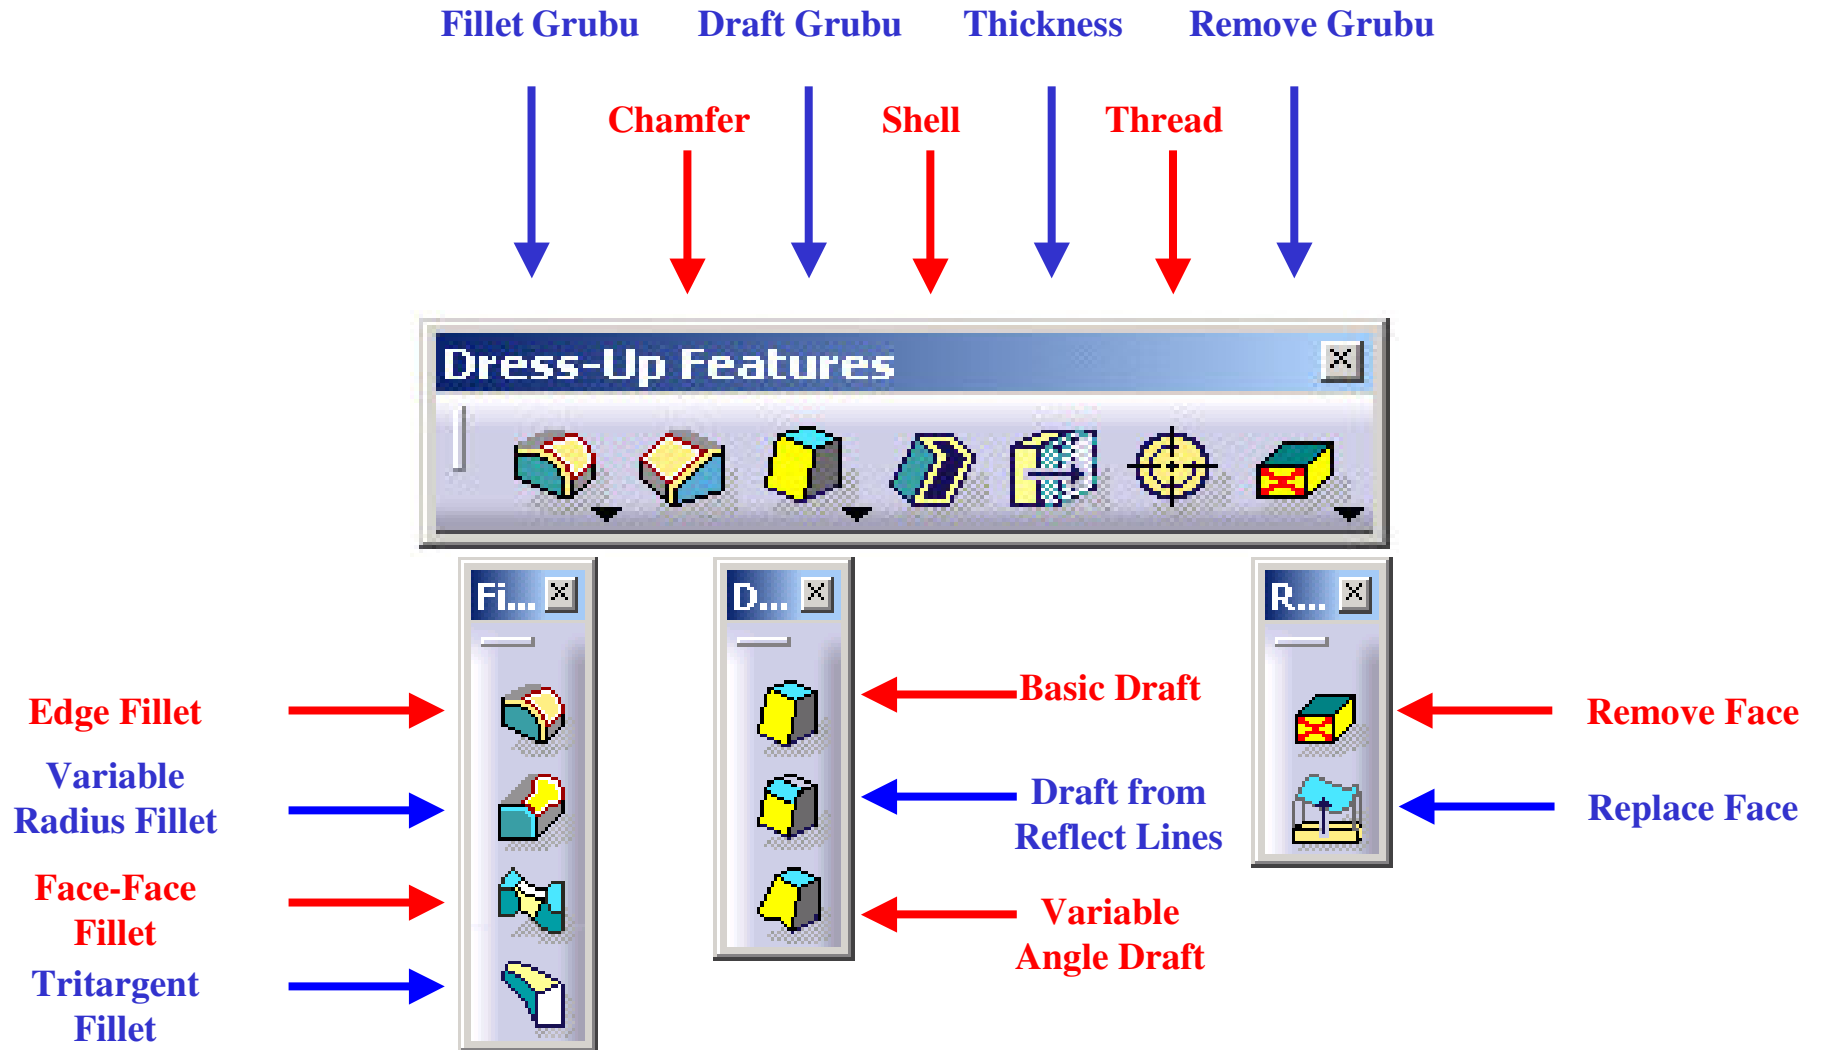 Fillet Grubu
Draft Grubu
Thickness
Remove Grubu
Chamfer
Shell
Thread
Dress-Up Features
Fi...
D...
R...
Edge Fillet
Variable
Radius Fillet
Face-Face
Fillet
Tritargent
Fillet
Basic Draft
Draft from
Reflect Lines
Variable
Angle Draft
Remove Face
Replace Face